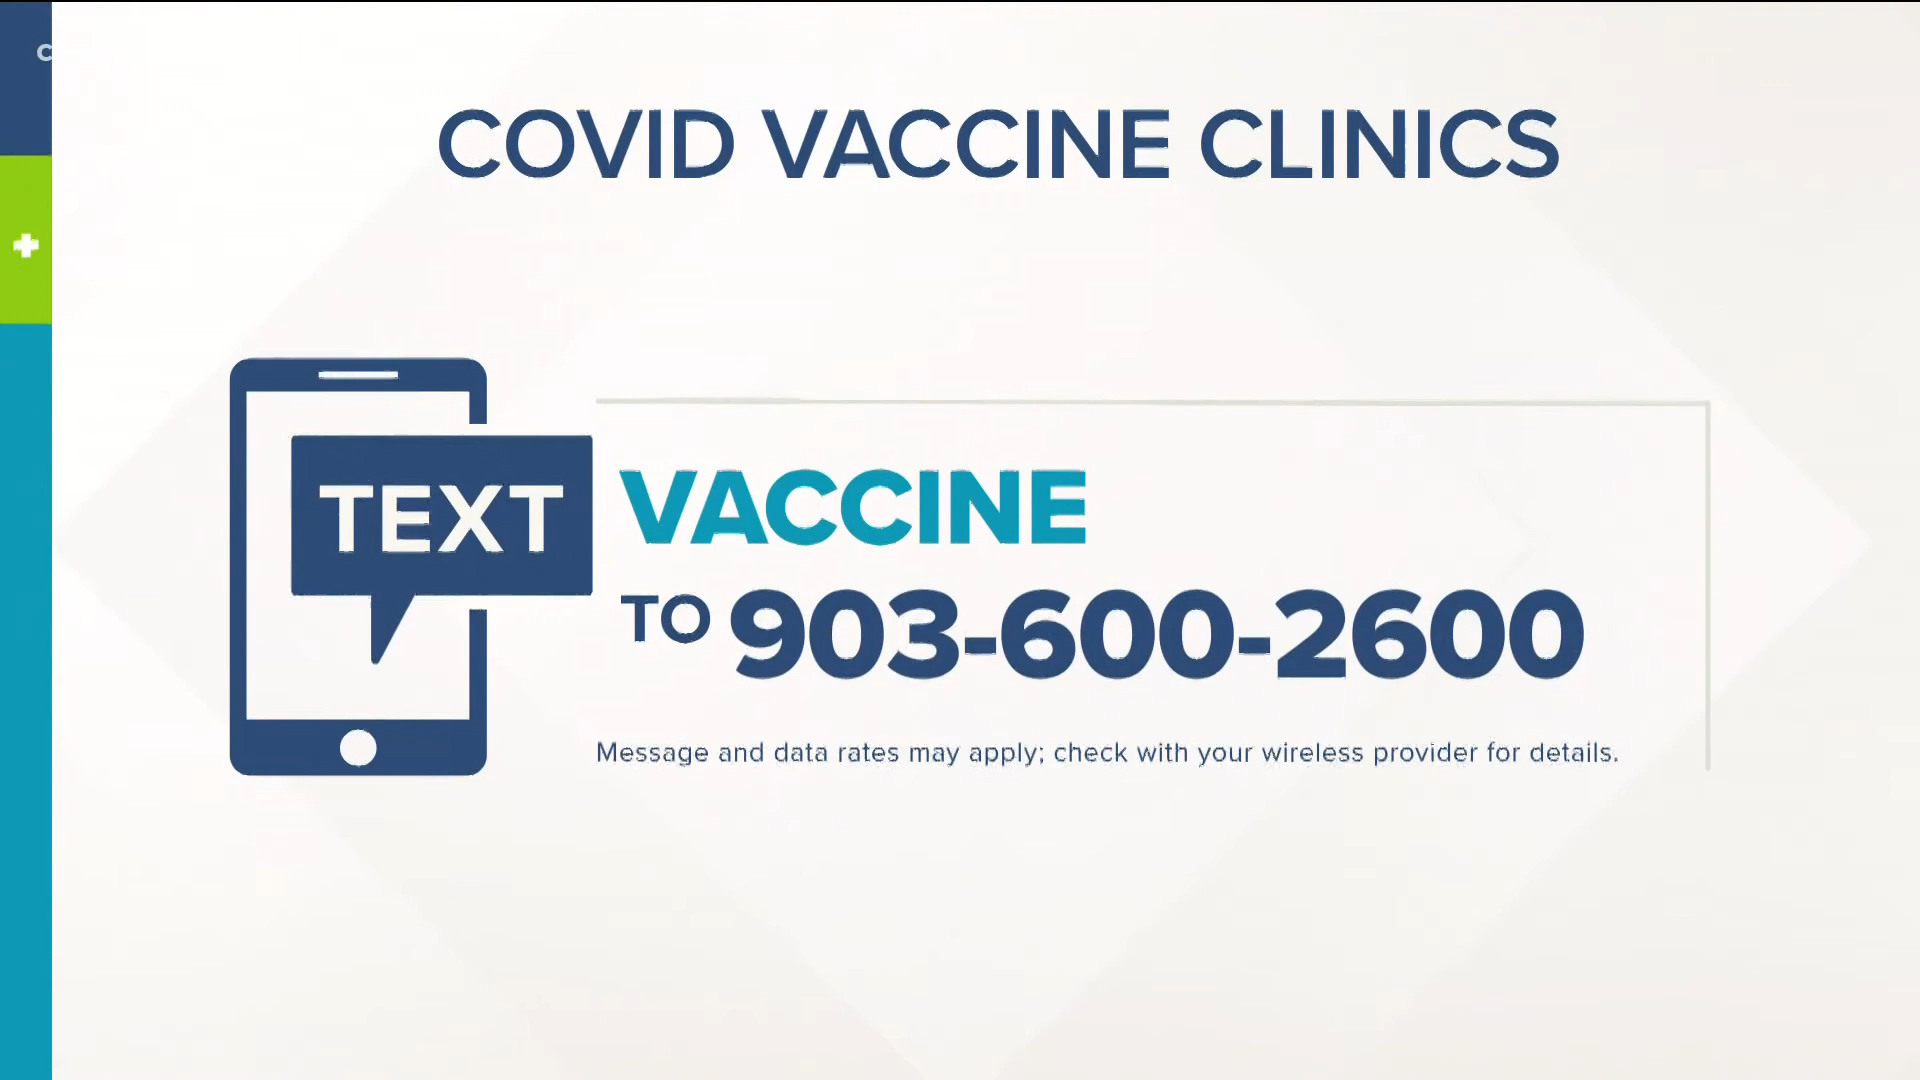 COVID VACCINE CLINICS
TEXT VACCINE
TO 903-600-2600
Message and data rates may apply; check with your wireless provider for details.